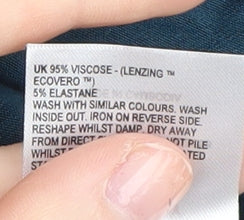 UK 95% VISCOSE - (LENZING ™
ECOVERO ™)
5% ELASTANE
WASH WITH SIMILAR COLOURS. WASH
INSIDE OUT. IRON ON REVERSE SIDE.
RESHAPE WHILST DAMP. DRY AWAY
FROM DIRECT NOT PILE